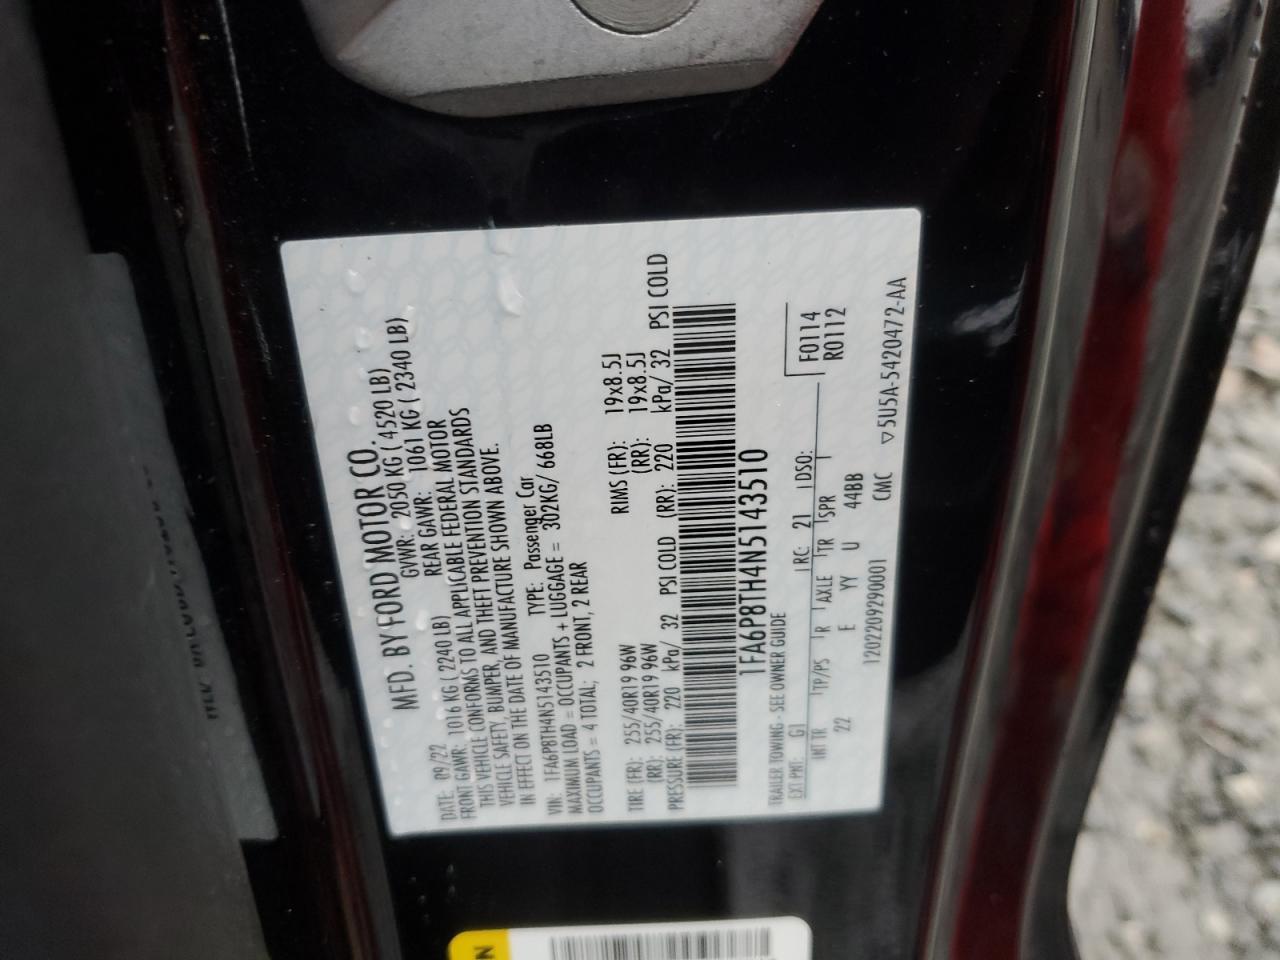 MFD. BY FORD MOTOR CO.
DATE: 09/22 GVWR: 2050 KG ( 4520 LB)
FRONT GAWR: 1016 KG ( 2240 LB) REAR GAWR: 1061 KG ( 2340 LB)
THIS VEHICLE CONFORMS TO ALL APPLICABLE FEDERAL MOTOR
VEHICLE SAFETY, BUMPER, AND THEFT PREVENTION STANDARDS
IN EFFECT ON THE DATE OF MANUFACTURE SHOWN ABOVE.
VIN: 1FA6P8TH4N5143510 TYPE: Passenger Car
MAXIMUM LOAD = OCCUPANTS + LUGGAGE = 302KG/ 668LB
OCCUPANTS = 4 TOTAL; 2 FRONT, 2 REAR
TIRE (FR): 255/40R19 96W RIMS (FR): 19x8.5J
(RR): 255/40R19 96W (RR): 19x8.5J
PRESSURE (FR): 220 kPa/ 32 PSI COLD (RR): 220 kPa/ 32 PSI COLD
1FA6P8TH4N5143510
TRAILER TOWING - SEE OWNER GUIDE
EXT PNT: G1 RC: 21 DSO: F0114
R0112
INT TR TP/PS R AXLE TR SPR
22 E YY U 44BB
1202209290001 CMC ▽5U5A-5420472-AA